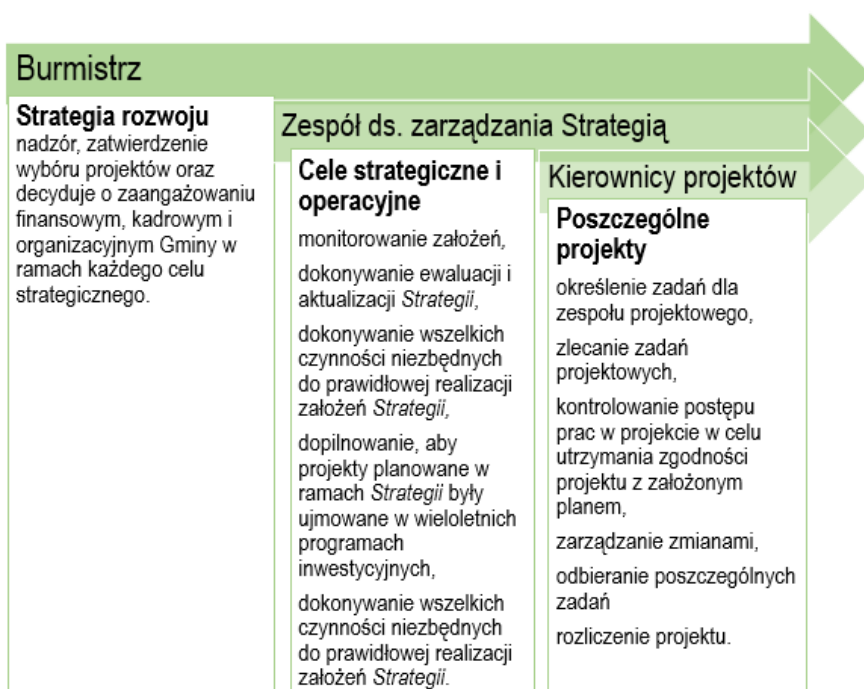 Burmistrz
Strategia rozwoju
nadzór, zatwierdzenie
wyboru projektów oraz
decyduje o zaangażowaniu
finansowym, kadrowym i
organizacyjnym Gminy w
ramach każdego celu
strategicznego.
Zespół ds. zarządzania Strategią
Cele strategiczne i
operacyjne
monitorowanie założeń,
dokonywanie ewaluacji i
aktualizacji Strategii,
dokonywanie wszelkich
czynności niezbędnych
do prawidłowej realizacji
założeń Strategii,
dopilnowanie, aby
projekty planowane w
ramach Strategii były
ujmowane w wieloletnich
programach
inwestycyjnych,
dokonywanie wszelkich
czynności niezbędnych
do prawidłowej realizacji
założeń Strategii.
Kierownicy projektów
Poszczególne
projekty
określenie zadań dla
zespołu projektowego,
zlecanie zadań
projektowych,
kontrolowanie postępu
prac w projekcie w celu
utrzymania zgodności
projektu z założonym
planem,
zarządzanie zmianami,
odbieranie poszczególnych
zadań
rozliczenie projektu.